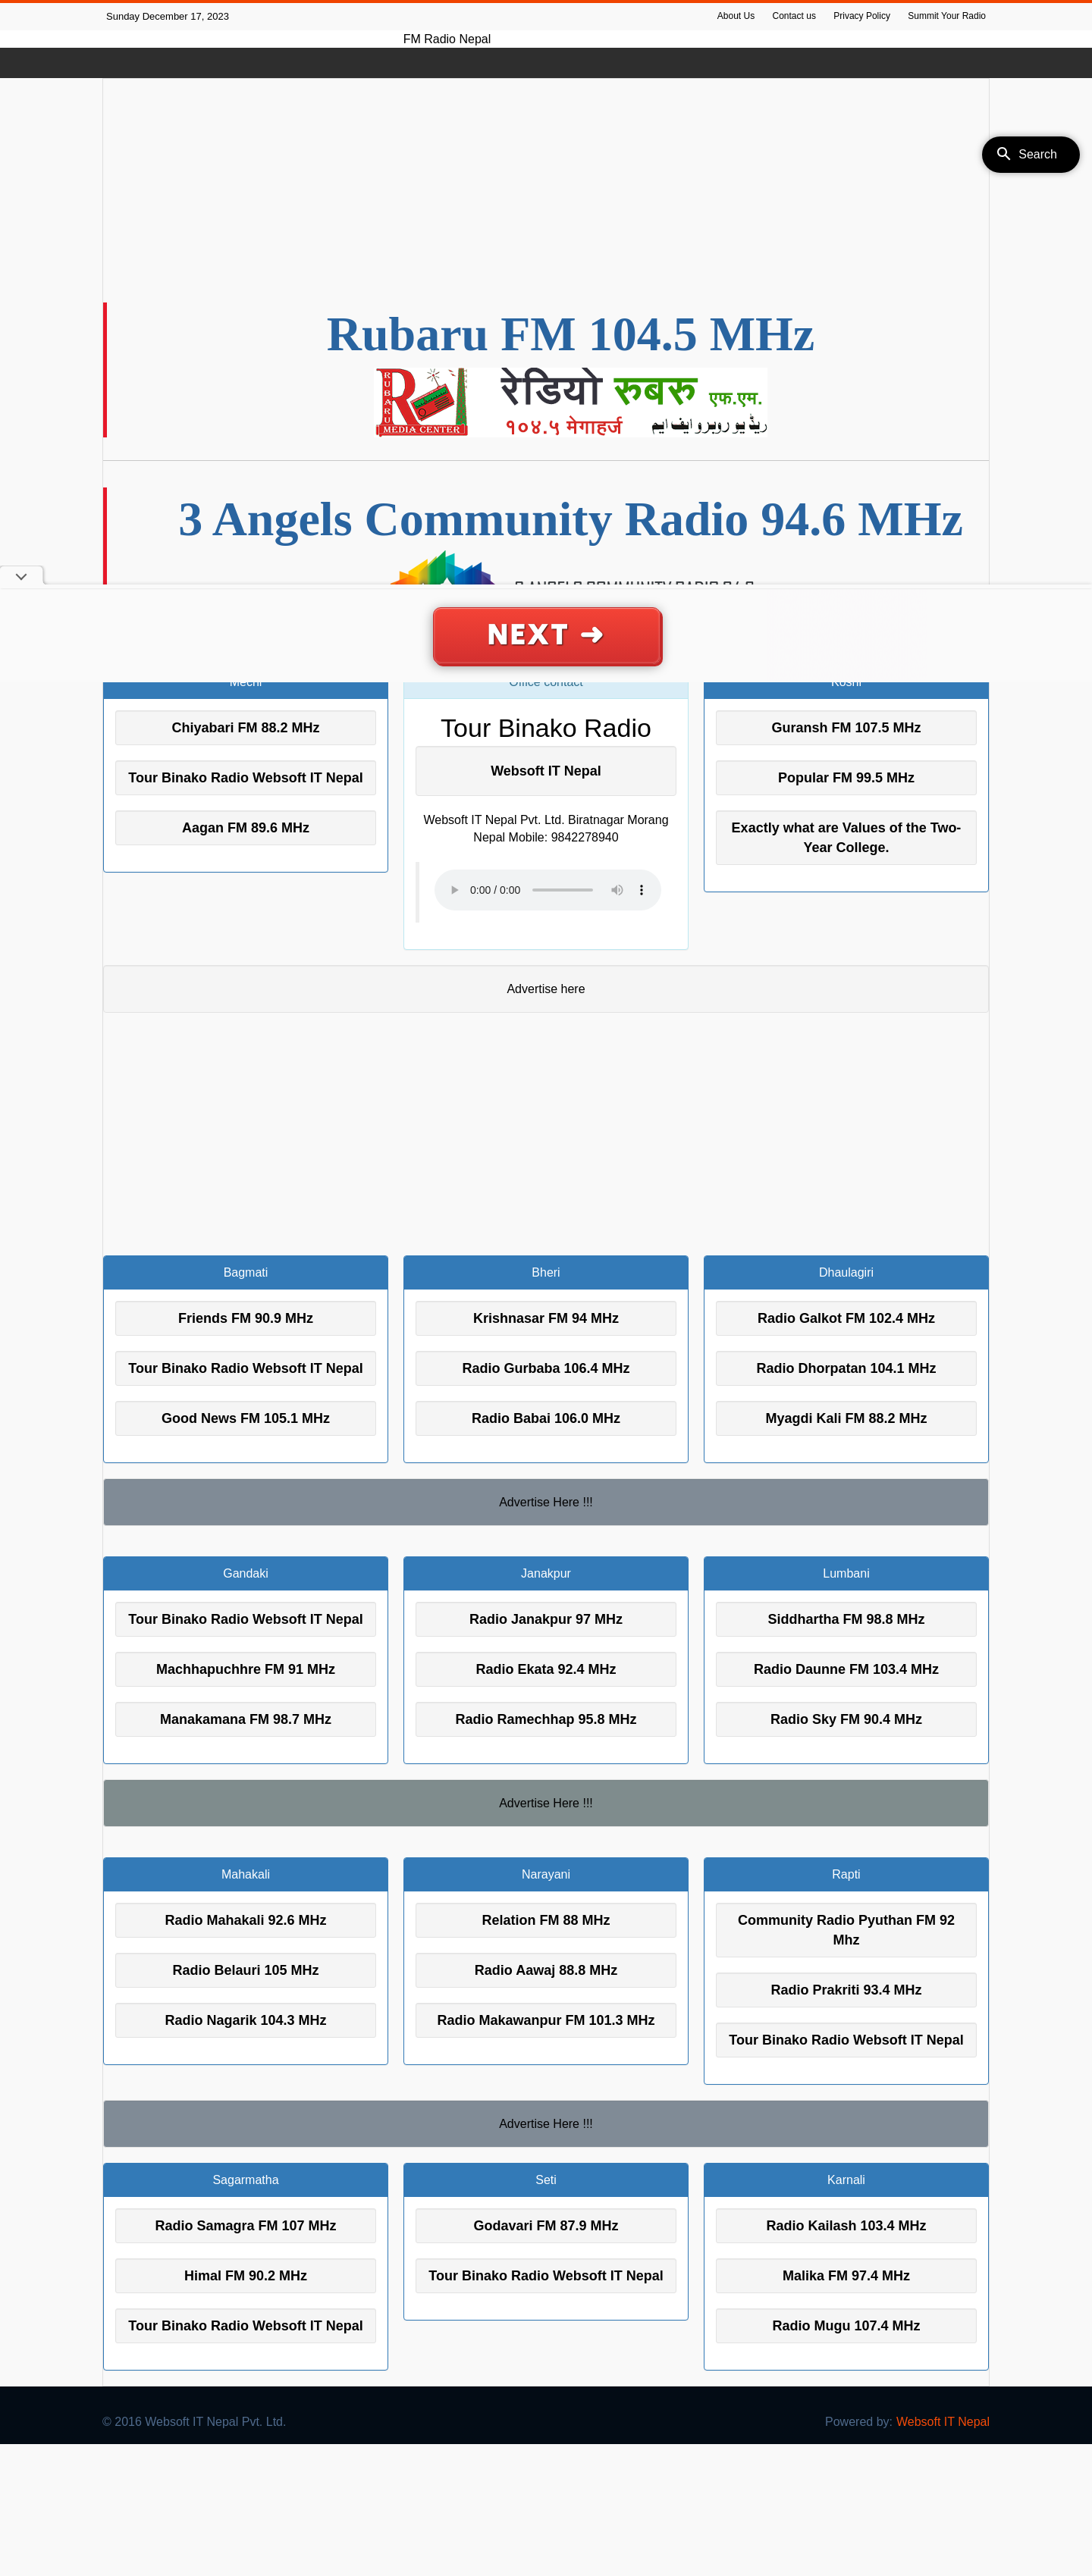 Sunday December 17, 2023
About Us
Contact us
Privacy Policy
Summit Your Radio
FM Radio Nepal
Search
Rubaru FM 104.5 MHz
RUBARU
MEDIA CENTER
रेडियो रुबरु एफ.एम.
१०४.५ मेगाहर्ज
ریڈیو روبرو ایف ایم
3 Angels Community Radio 94.6 MHz
NEXT ➜
Mechi
Office contact
Koshi
Chiyabari FM 88.2 MHz
Tour Binako Radio Websoft IT Nepal
Aagan FM 89.6 MHz
Tour Binako Radio
Websoft IT Nepal
Websoft IT Nepal Pvt. Ltd. Biratnagar Morang
Nepal Mobile: 9842278940
0:00 / 0:00
Guransh FM 107.5 MHz
Popular FM 99.5 MHz
Exactly what are Values of the Two-
Year College.
Advertise here
Bagmati
Friends FM 90.9 MHz
Tour Binako Radio Websoft IT Nepal
Good News FM 105.1 MHz
Bheri
Krishnasar FM 94 MHz
Radio Gurbaba 106.4 MHz
Radio Babai 106.0 MHz
Dhaulagiri
Radio Galkot FM 102.4 MHz
Radio Dhorpatan 104.1 MHz
Myagdi Kali FM 88.2 MHz
Advertise Here !!!
Gandaki
Tour Binako Radio Websoft IT Nepal
Machhapuchhre FM 91 MHz
Manakamana FM 98.7 MHz
Janakpur
Radio Janakpur 97 MHz
Radio Ekata 92.4 MHz
Radio Ramechhap 95.8 MHz
Lumbani
Siddhartha FM 98.8 MHz
Radio Daunne FM 103.4 MHz
Radio Sky FM 90.4 MHz
Advertise Here !!!
Mahakali
Radio Mahakali 92.6 MHz
Radio Belauri 105 MHz
Radio Nagarik 104.3 MHz
Narayani
Relation FM 88 MHz
Radio Aawaj 88.8 MHz
Radio Makawanpur FM 101.3 MHz
Rapti
Community Radio Pyuthan FM 92
Mhz
Radio Prakriti 93.4 MHz
Tour Binako Radio Websoft IT Nepal
Advertise Here !!!
Sagarmatha
Radio Samagra FM 107 MHz
Himal FM 90.2 MHz
Tour Binako Radio Websoft IT Nepal
Seti
Godavari FM 87.9 MHz
Tour Binako Radio Websoft IT Nepal
Karnali
Radio Kailash 103.4 MHz
Malika FM 97.4 MHz
Radio Mugu 107.4 MHz
© 2016 Websoft IT Nepal Pvt. Ltd.
Powered by: Websoft IT Nepal